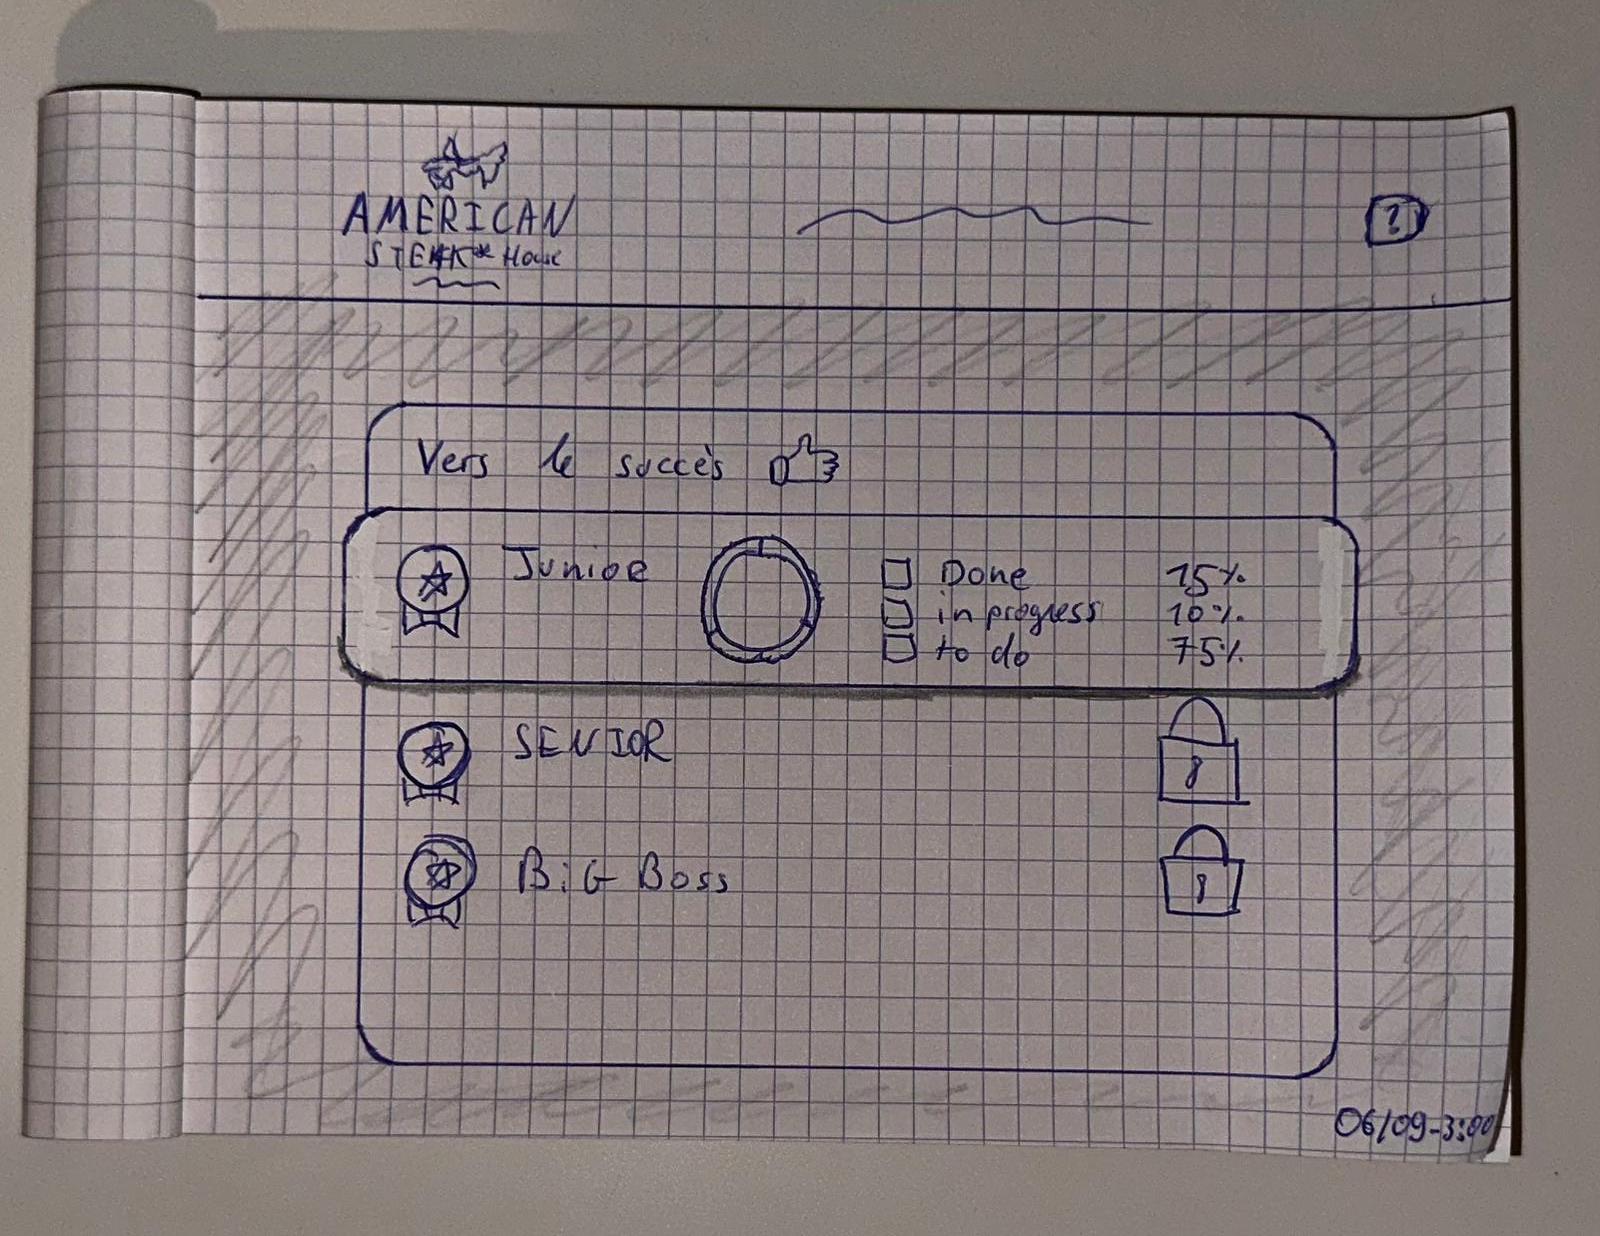 AMERICAN
STEAK House
?
Vers le succès
Junior
Done 15%
in progress 10%
to do 75%
SENIOR
BiG Boss
06/09-3:00